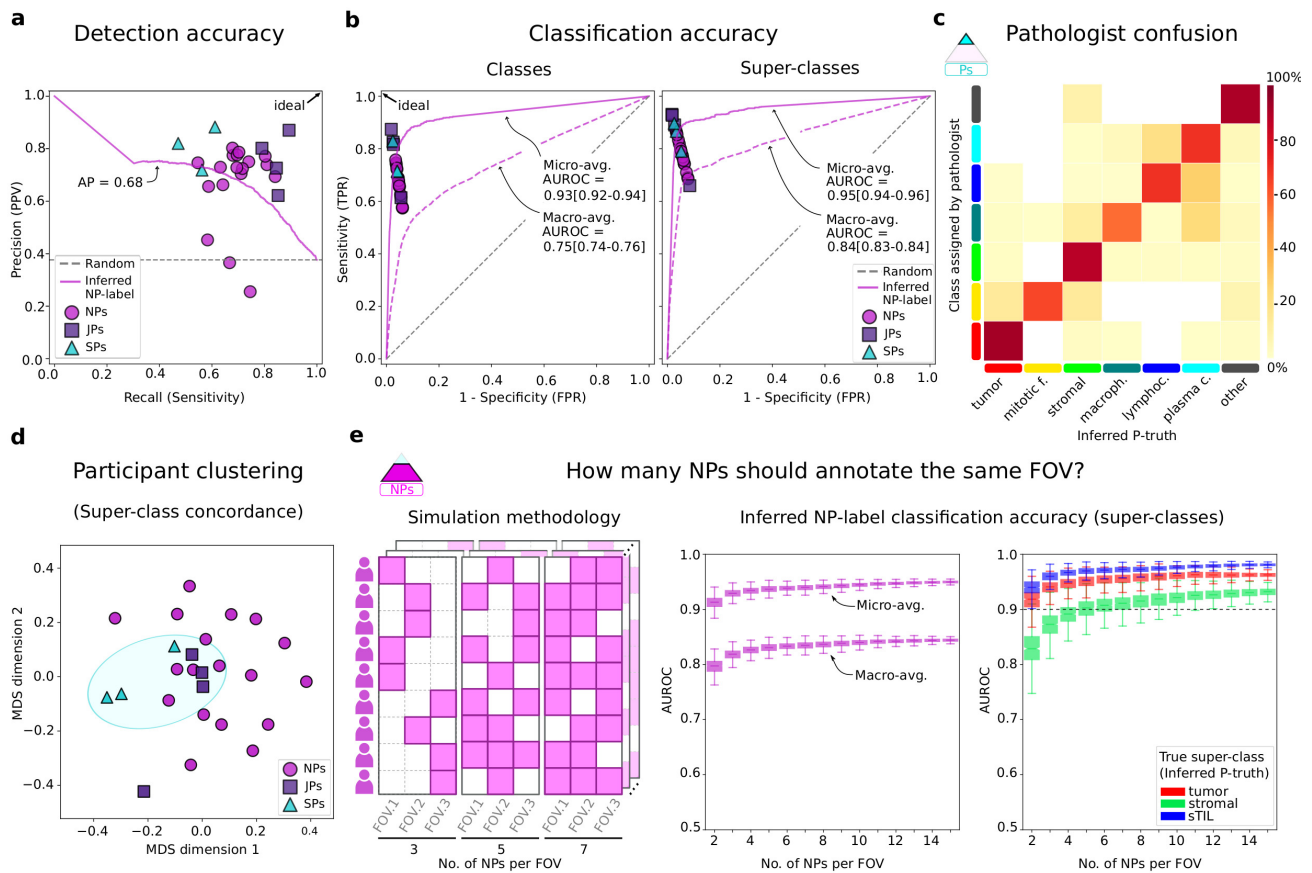 a
Detection accuracy
Precision (PPV)
1.0
0.8
0.6
0.4
0.2
0.0
ideal
AP = 0.68
Random
Inferred
NP-label
NPs
JPs
SPs
0.0 0.2 0.4 0.6 0.8 1.0
Recall (Sensitivity)
b
Classification accuracy
Classes
Sensitivity (TPR)
1.0
0.8
0.6
0.4
0.2
0.0
ideal
Micro-avg.
AUROC =
0.93[0.92-0.94]
Macro-avg.
AUROC =
0.75[0.74-0.76]
0.0 0.2 0.4 0.6 0.8 1.0
1 - Specificity (FPR)
Super-classes
Micro-avg.
AUROC =
0.95[0.94-0.96]
Macro-avg.
AUROC =
0.84[0.83-0.84]
Random
Inferred
NP-label
NPs
JPs
SPs
0.0 0.2 0.4 0.6 0.8 1.0
1 - Specificity (FPR)
c
Pathologist confusion
Ps
Class assigned by pathologist
100%
80
60
40
20
0%
tumor
mitotic f.
stromal
macroph.
lymphoc.
plasma c.
other
Inferred P-truth
d
Participant clustering
(Super-class concordance)
MDS dimension 2
0.4
0.2
0.0
−0.2
−0.4
NPs
JPs
SPs
−0.4 −0.2 0.0 0.2 0.4
MDS dimension 1
e
NPs
How many NPs should annotate the same FOV?
Simulation methodology
FOV.1 FOV.2 FOV.3 FOV.1 FOV.2 FOV.3 FOV.1 FOV.2 FOV.3
3 5 7
No. of NPs per FOV
Inferred NP-label classification accuracy (super-classes)
AUROC
1.0
0.9
0.8
0.7
0.6
0.5
Micro-avg.
Macro-avg.
2 4 6 8 10 12 14
No. of NPs per FOV
AUROC
1.0
0.9
0.8
0.7
0.6
0.5
True super-class
(Inferred P-truth)
tumor
stromal
sTIL
2 4 6 8 10 12 14
No. of NPs per FOV